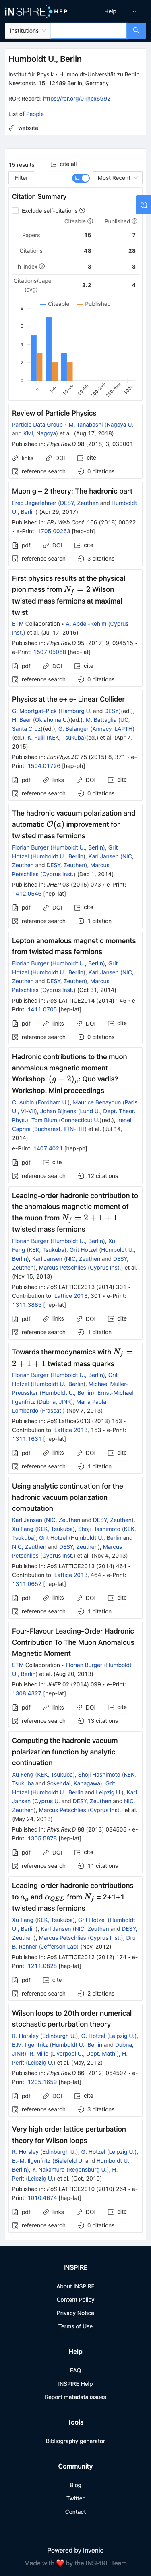 iNSPIRE HEP
Help
institutions
Humboldt U., Berlin
Institut für Physik · Humboldt-Universität zu Berlin
Newtonstr. 15, 12489 Berlin, Germany
ROR Record: https://ror.org/01hcx6992
List of People
website
15 results | cite all
Filter
Most Recent
Citation Summary
Exclude self-citations
Citeable Published
Papers 15 7
Citations 48 28
h-index 3 3
Citations/paper 3.2 4
(avg)
Citeable Published
8
6
4
2
0
0 1–9 10–49 50–99 100–249 250–499 500+
Review of Particle Physics
Particle Data Group • M. Tanabashi (Nagoya U.
and KMI, Nagoya) et al. (Aug 17, 2018)
Published in: Phys.Rev.D 98 (2018) 3, 030001
links DOI cite
reference search 0 citations
Muon g − 2 theory: The hadronic part
Fred Jegerlehner (DESY, Zeuthen and Humboldt
U., Berlin) (Apr 29, 2017)
Published in: EPJ Web Conf. 166 (2018) 00022
• e-Print: 1705.00263 [hep-ph]
pdf DOI cite
reference search 3 citations
First physics results at the physical
pion mass from N_f = 2 Wilson
twisted mass fermions at maximal
twist
ETM Collaboration • A. Abdel-Rehim (Cyprus
Inst.) et al. (Jul 17, 2015)
Published in: Phys.Rev.D 95 (2017) 9, 094515 •
e-Print: 1507.05068 [hep-lat]
pdf DOI cite
reference search 0 citations
Physics at the e+ e- Linear Collider
G. Moortgat-Pick (Hamburg U. and DESY)(ed.),
H. Baer (Oklahoma U.)(ed.), M. Battaglia (UC,
Santa Cruz)(ed.), G. Belanger (Annecy, LAPTH)
(ed.), K. Fujii (KEK, Tsukuba)(ed.) et al. (Apr 7,
2015)
Published in: Eur.Phys.J.C 75 (2015) 8, 371 •
e-Print: 1504.01726 [hep-ph]
pdf links DOI cite
reference search 0 citations
The hadronic vacuum polarization and
automatic O(a) improvement for
twisted mass fermions
Florian Burger (Humboldt U., Berlin), Grit
Hotzel (Humboldt U., Berlin), Karl Jansen (NIC,
Zeuthen and DESY, Zeuthen), Marcus
Petschlies (Cyprus Inst.) (Dec 1, 2014)
Published in: JHEP 03 (2015) 073 • e-Print:
1412.0546 [hep-lat]
pdf DOI cite
reference search 1 citation
Lepton anomalous magnetic moments
from twisted mass fermions
Florian Burger (Humboldt U., Berlin), Grit
Hotzel (Humboldt U., Berlin), Karl Jansen (NIC,
Zeuthen and DESY, Zeuthen), Marcus
Petschlies (Cyprus Inst.) (Oct 31, 2014)
Published in: PoS LATTICE2014 (2014) 145 •
e-Print: 1411.0705 [hep-lat]
pdf links DOI cite
reference search 0 citations
Hadronic contributions to the muon
anomalous magnetic moment
Workshop. (g − 2)_μ: Quo vadis?
Workshop. Mini proceedings
C. Aubin (Fordham U.), Maurice Benayoun (Paris
U., VI-VII), Johan Bijnens (Lund U., Dept. Theor.
Phys.), Tom Blum (Connecticut U.)(ed.), Irenel
Caprini (Bucharest, IFIN-HH) et al. (Jul
2014)
e-Print: 1407.4021 [hep-ph]
pdf cite
reference search 12 citations
Leading-order hadronic contributions to
the anomalous magnetic moment of
the muon from N_f = 2 + 1 + 1
twisted mass fermions
Florian Burger (Humboldt U., Berlin), Xu
Feng (KEK, Tsukuba), Grit Hotzel (Humboldt U.,
Berlin), Karl Jansen (NIC, Zeuthen and DESY,
Zeuthen), Marcus Petschlies (Cyprus Inst.) et al.
(Nov 15, 2013)
Published in: PoS LATTICE2013 (2014) 301 •
Contribution to: Lattice 2013, 301 • e-Print:
1311.3885 [hep-lat]
pdf links DOI cite
reference search 1 citation
Towards thermodynamics with N_f =
2 + 1 + 1 twisted mass quarks
Florian Burger (Humboldt U., Berlin), Grit
Hotzel (Humboldt U., Berlin), Michael Müller-
Preussker (Humboldt U., Berlin), Ernst-Michael
Ilgenfritz (Dubna, JINR), Maria Paola
Lombardo (Frascati) (Nov 7, 2013)
Published in: PoS Lattice2013 (2013) 153 •
Contribution to: Lattice 2013, 153 • e-Print:
1311.1631 [hep-lat]
pdf links DOI cite
reference search 1 citation
Using analytic continuation for the
hadronic vacuum polarization
computation
Karl Jansen (NIC, Zeuthen and DESY, Zeuthen),
Xu Feng (KEK, Tsukuba), Shoji Hashimoto (KEK,
Tsukuba), Grit Hotzel (Humboldt U., Berlin and
NIC, Zeuthen and DESY, Zeuthen), Marcus
Petschlies (Cyprus Inst.) et al. (Nov 4, 2013)
Published in: PoS LATTICE2013 (2014) 464 •
Contribution to: Lattice 2013, 464 • e-Print:
1311.0652 [hep-lat]
pdf links DOI cite
reference search 1 citation
Four-Flavour Leading-Order Hadronic
Contribution To The Muon Anomalous
Magnetic Moment
ETM Collaboration • Florian Burger (Humboldt
U., Berlin) et al. (Aug 20, 2013)
Published in: JHEP 02 (2014) 099 • e-Print:
1308.4327 [hep-lat]
pdf links DOI cite
reference search 13 citations
Computing the hadronic vacuum
polarization function by analytic
continuation
Xu Feng (KEK, Tsukuba), Shoji Hashimoto (KEK,
Tsukuba and Sokendai, Kanagawa), Grit
Hotzel (Humboldt U., Berlin and Leipzig U.), Karl
Jansen (Cyprus U. and DESY, Zeuthen and NIC,
Zeuthen), Marcus Petschlies (Cyprus Inst.) et al.
(May 24, 2013)
Published in: Phys.Rev.D 88 (2013) 034505 • e-
Print: 1305.5878 [hep-lat]
pdf DOI cite
reference search 11 citations
Leading-order hadronic contributions
to a_μ and α_QED from N_f = 2+1+1
twisted mass fermions
Xu Feng (KEK, Tsukuba), Grit Hotzel (Humboldt
U., Berlin), Karl Jansen (NIC, Zeuthen and DESY,
Zeuthen), Marcus Petschlies (Cyprus Inst.), Dru
B. Renner (Jefferson Lab) (Nov, 2012)
Published in: PoS LATTICE2012 (2012) 174 • e-
Print: 1211.0828 [hep-lat]
pdf cite
reference search 2 citations
Wilson loops to 20th order numerical
stochastic perturbation theory
R. Horsley (Edinburgh U.), G. Hotzel (Leipzig U.),
E.M. Ilgenfritz (Humboldt U., Berlin and Dubna,
JINR), R. Millo (Liverpool U., Dept. Math.), H.
Perlt (Leipzig U.) et al. (May, 2012)
Published in: Phys.Rev.D 86 (2012) 054502 • e-
Print: 1205.1659 [hep-lat]
pdf DOI cite
reference search 3 citations
Very high order lattice perturbation
theory for Wilson loops
R. Horsley (Edinburgh U.), G. Hotzel (Leipzig U.),
E.-M. Ilgenfritz (Bielefeld U. and Humboldt U.,
Berlin), Y. Nakamura (Regensburg U.), H.
Perlt (Leipzig U.) et al. (Oct, 2010)
Published in: PoS LATTICE2010 (2010) 264 • e-
Print: 1010.4674 [hep-lat]
pdf links DOI cite
reference search 0 citations
INSPIRE
About INSPIRE
Content Policy
Privacy Notice
Terms of Use
Help
FAQ
INSPIRE Help
Report metadata issues
Tools
Bibliography generator
Community
Blog
Twitter
Contact
Powered by Invenio
Made with ❤ by the INSPIRE Team